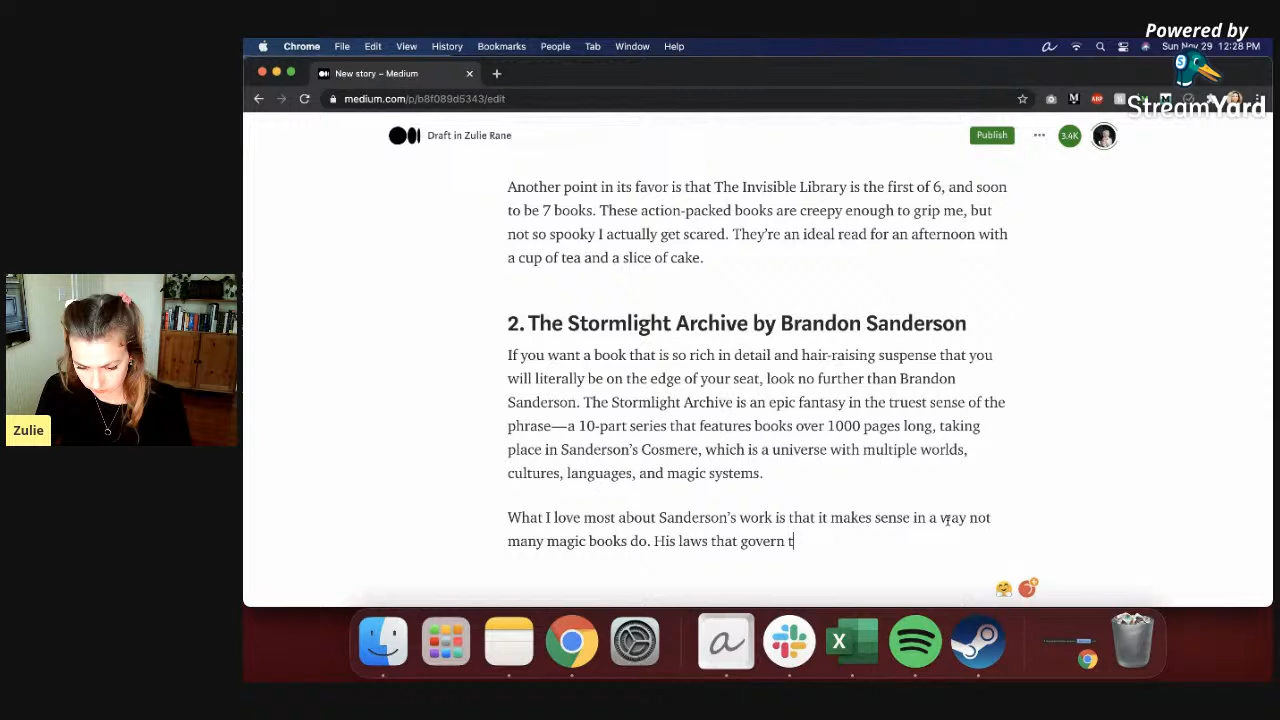 Powered by
StreamYard
Chrome File Edit View History Bookmarks People Tab Window Help
Sun Nov 29 12:28 PM
New story – Medium
medium.com/p/b8f089d5343/edit
Draft in Zulie Rane
Publish
3.4K
Another point in its favor is that The Invisible Library is the first of 6, and soon
to be 7 books. These action-packed books are creepy enough to grip me, but
not so spooky I actually get scared. They’re an ideal read for an afternoon with
a cup of tea and a slice of cake.
2. The Stormlight Archive by Brandon Sanderson
If you want a book that is so rich in detail and hair-raising suspense that you
will literally be on the edge of your seat, look no further than Brandon
Sanderson. The Stormlight Archive is an epic fantasy in the truest sense of the
phrase—a 10-part series that features books over 1000 pages long, taking
place in Sanderson’s Cosmere, which is a universe with multiple worlds,
cultures, languages, and magic systems.
What I love most about Sanderson’s work is that it makes sense in a way not
many magic books do. His laws that govern t
Zulie